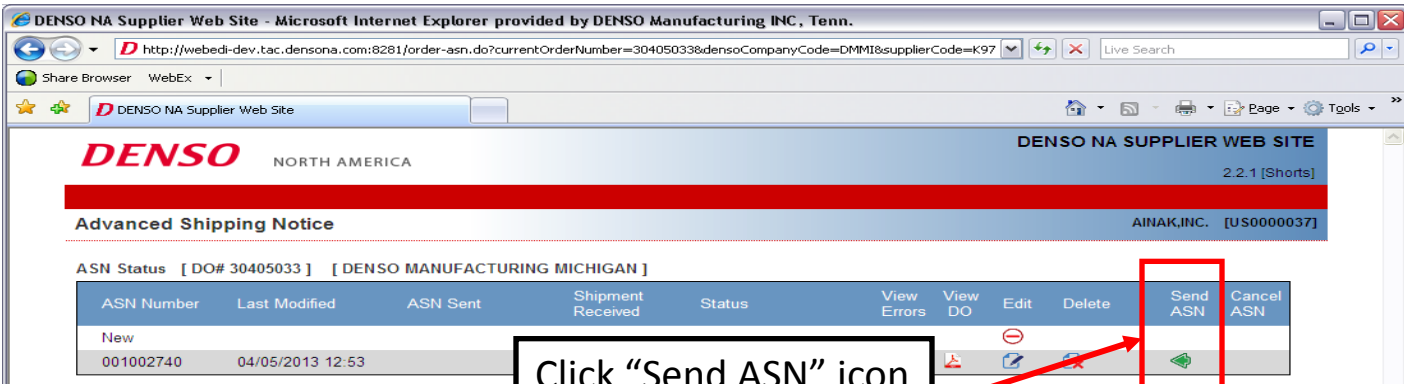 DENSO NA Supplier Web Site - Microsoft Internet Explorer provided by DENSO Manufacturing INC, Tenn.
http://webedi-dev.tac.densona.com:8281/order-asn.do?currentOrderNumber=30405033&densoCompanyCode=DMMI&supplierCode=K97
Live Search
Share Browser WebEx
DENSO NA Supplier Web Site
Page Tools »
DENSO NORTH AMERICA
DENSO NA SUPPLIER WEB SITE
2.2.1 [Shorts]
Advanced Shipping Notice
AINAK,INC. [US0000037]
ASN Status [ DO# 30405033 ] [ DENSO MANUFACTURING MICHIGAN ]
ASN Number Last Modified ASN Sent Shipment Received Status View Errors View DO Edit Delete Send ASN Cancel ASN
New
001002740 04/05/2013 12:53
Click “Send ASN” icon